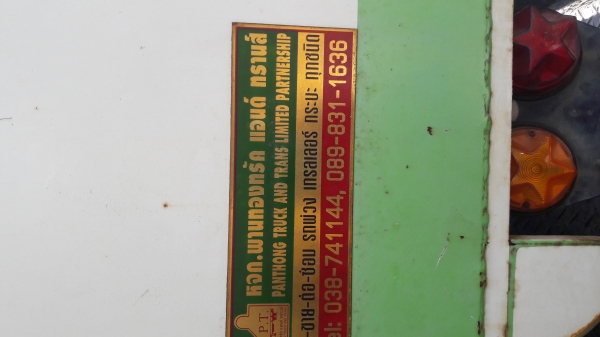 หจก.พานทองทรัค แอนด์ ทรานส์
PANTHONG TRUCK AND TRANS LIMITED PARTNERSHIP
-ขาย-ต่อ-ซ่อม รถพ่วง เทรลเลอร์ กระบะ ทุกชนิด
el: 038-741144, 089-831-1636
P.T.